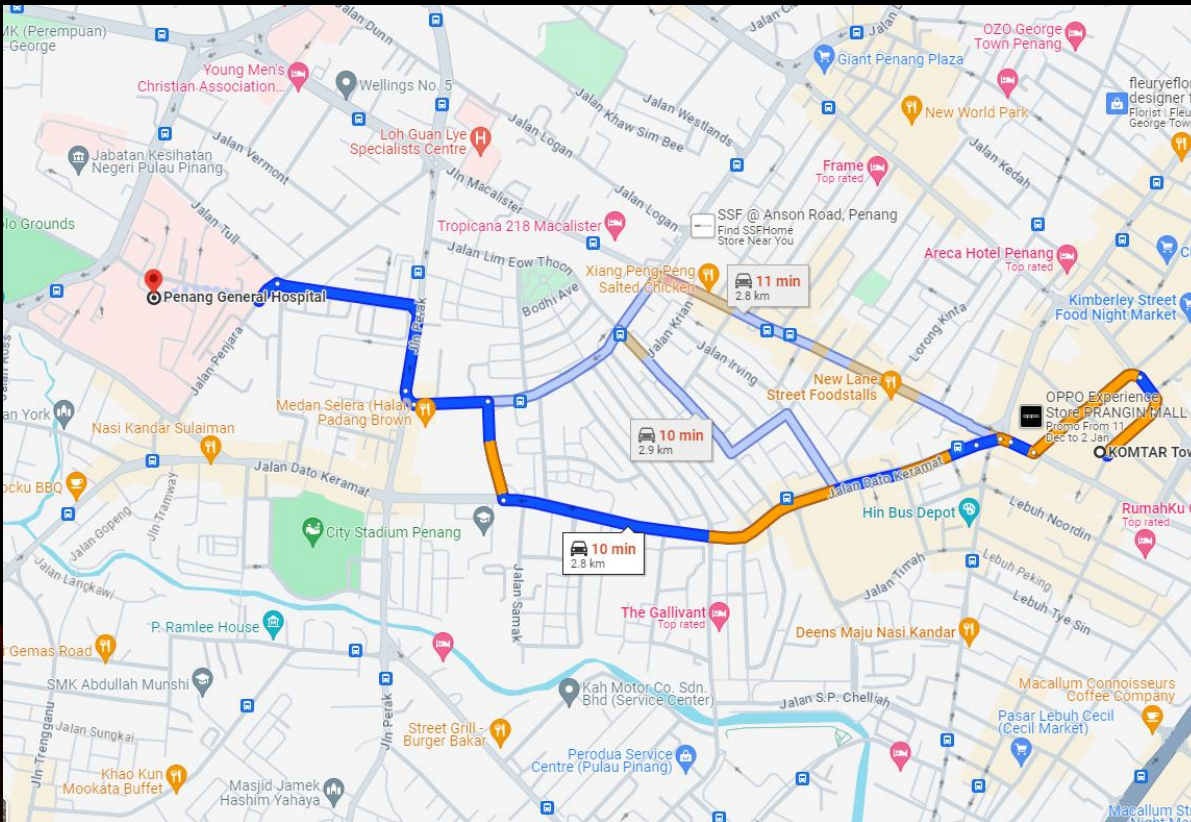 MK (Perempuan)
George
Jalan Dunn
OZO George
Town Penang
Giant Penang Plaza
Young Men's
Christian Association...
Wellings No. 5
fleuryeflo
designer f
Florist | Fleu
George Tow
New World Park
Jalan Westlands
Jalan Khaw Sim Bee
Jalan Logan
Loh Guan Lye
Specialists Centre
Jalan Vermont
Jabatan Kesihatan
Negeri Pulau Pinang
Jln Macalister
Jalan Kedah
Frame
Top rated
Jalan Logan
olo Grounds
Jalan Tull
Tropicana 218 Macalister
SSF @ Anson Road, Penang
Find SSFHome
Store Near You
Jalan Lim Eow Thoon
Areca Hotel Penang
Top rated
Xiang Peng Peng
Salted Chicken
11 min
2.8 km
Penang General Hospital
Bodhi Ave
Kimberley Street
Food Night Market
Jln Perak
Jalan Krian
Lorong Kinta
Jalan Penjara
Jalan Irving
New Lane
Street Foodstalls
OPPO Experience
Store PRANGIN MALL
Promo From 11
Dec to 2 Jan
oppo
an York
Medan Selera (Halal)
Padang Brown
Nasi Kandar Sulaiman
10 min
2.9 km
KOMTAR Tow
Jalan Dato Keramat
Jalan Dato Keramat
ocku BBQ
Jln Tramway
Jalan Gopeng
Lebuh Noordin
Hin Bus Depot
RumahKu
Top rated
City Stadium Penang
10 min
2.8 km
Jalan Langkawi
Jalan Samak
Jalan Timah
Lebuh Peking
Lebuh Tye Sin
P. Ramlee House
The Gallivant
Top rated
Deens Maju Nasi Kandar
Gemas Road
SMK Abdullah Munshi
Kah Motor Co. Sdn.
Bhd (Service Center)
Jalan S.P. Chelliah
Macallum Connoisseurs
Coffee Company
Jln Trengganu
Jalan Sungkai
Jln Perak
Street Grill -
Burger Bakar
Pasar Lebuh Cecil
(Cecil Market)
Perodua Service
Centre (Pulau Pinang)
Khao Kun
Mookata Buffet
Masjid Jamek
Hashim Yahaya
Macallum St